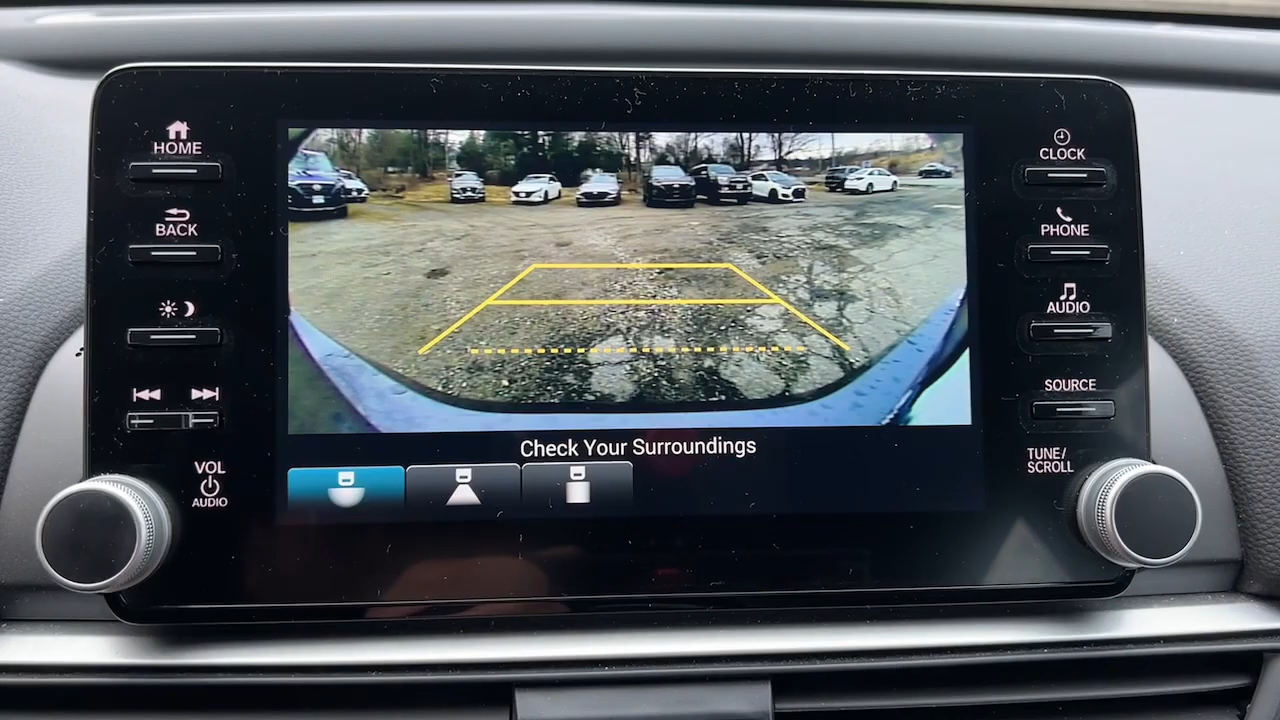 HOME
BACK
VOL
AUDIO
Check Your Surroundings
CLOCK
PHONE
AUDIO
SOURCE
TUNE/
SCROLL